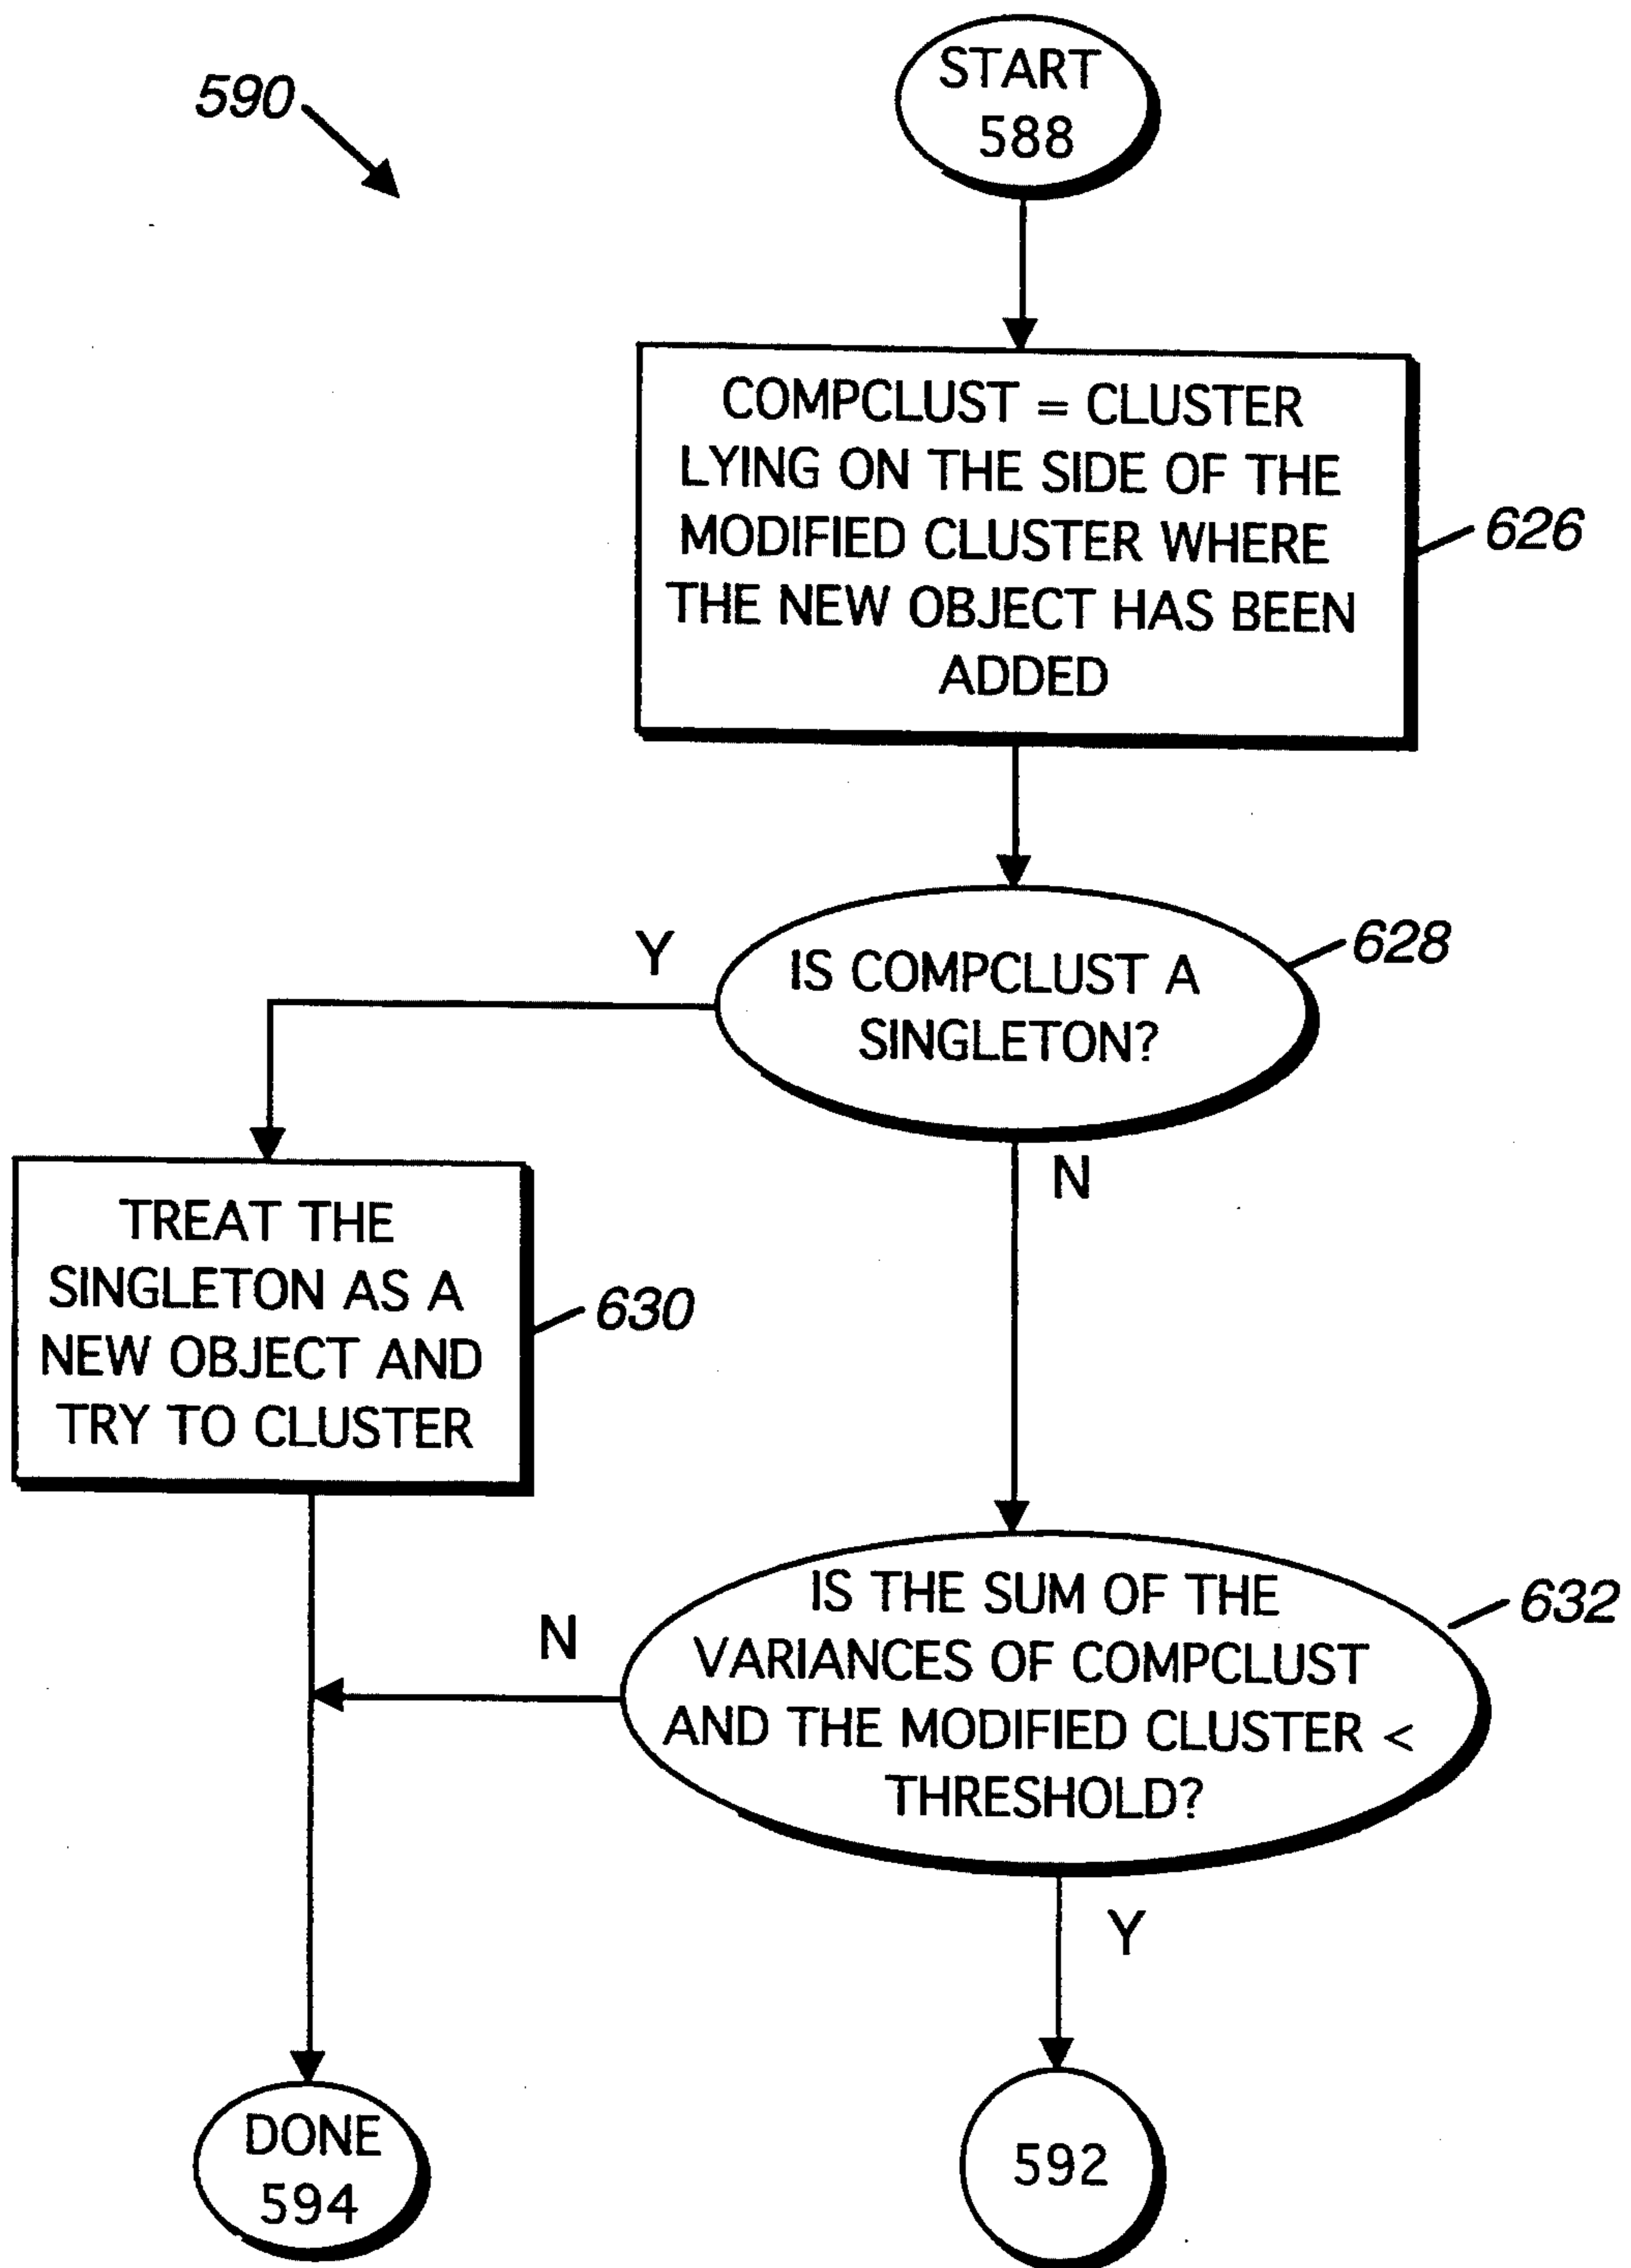 590
START
588
COMPCLUST = CLUSTER
LYING ON THE SIDE OF THE
MODIFIED CLUSTER WHERE
THE NEW OBJECT HAS BEEN
ADDED
626
IS COMPCLUST A
SINGLETON?
628
Y
N
TREAT THE
SINGLETON AS A
NEW OBJECT AND
TRY TO CLUSTER
630
IS THE SUM OF THE
VARIANCES OF COMPCLUST
AND THE MODIFIED CLUSTER <
THRESHOLD?
632
N
Y
DONE
594
592